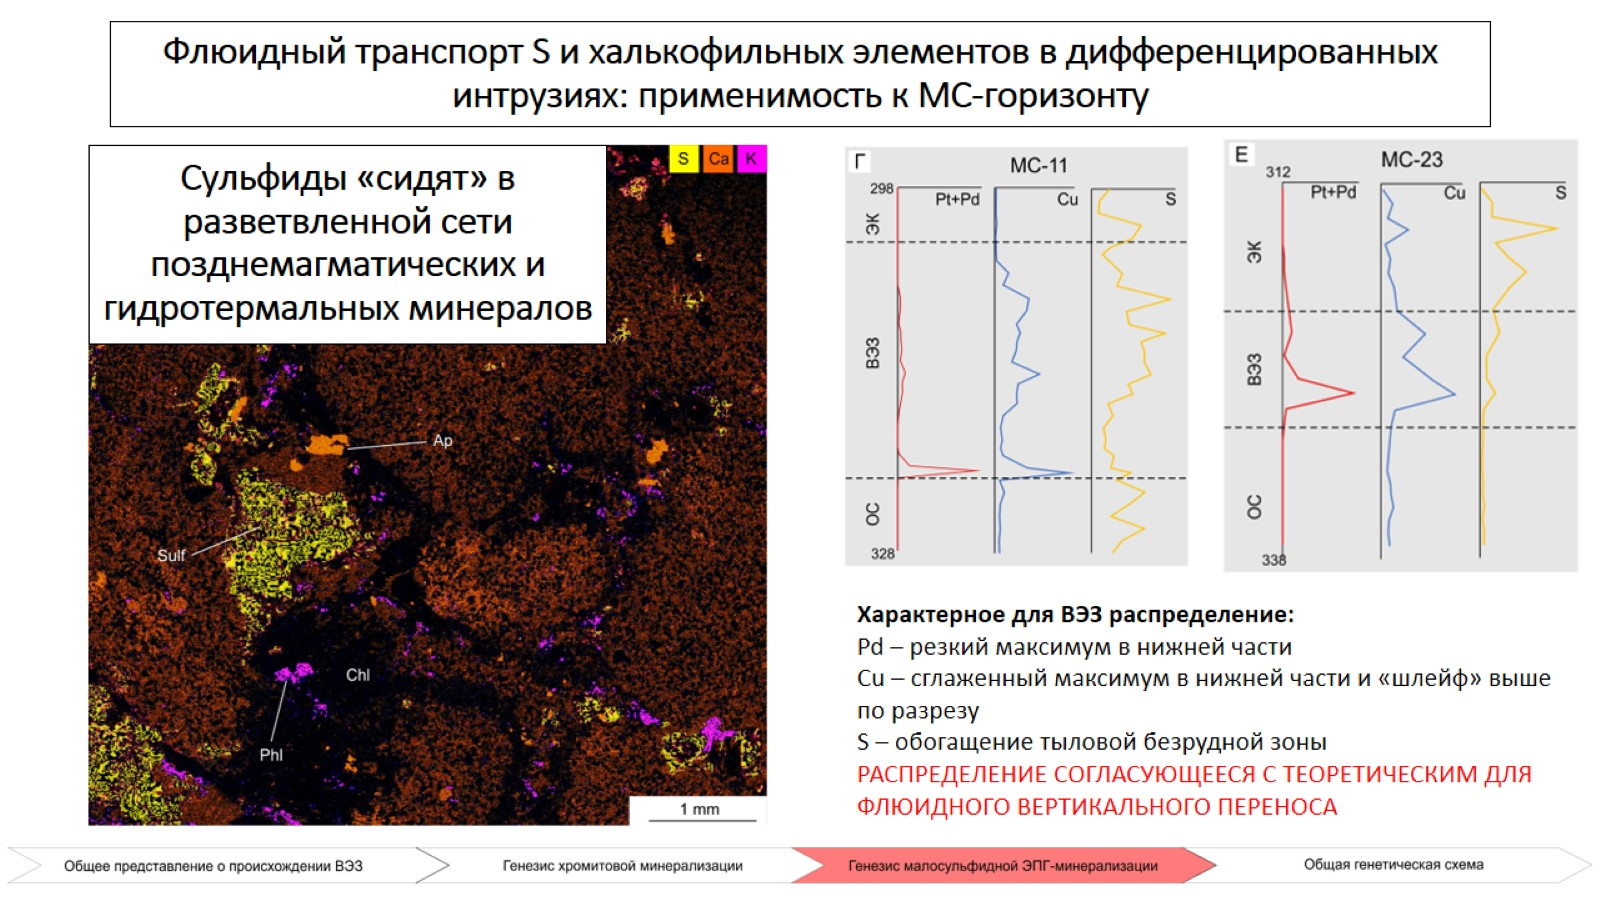 Флюидный транспорт S и халькофильных элементов в дифференцированных
интрузиях: применимость к МС-горизонту
Сульфиды «сидят» в
разветвленной сети
позднемагматических и
гидротермальных минералов
S Ca K
Ap
Sulf
Chl
Phl
1 mm
Г
МС-11
298
Pt+Pd Cu S
ЭК
ВЭЗ
ОС
328
Е
МС-23
312
Pt+Pd Cu S
ЭК
ВЭЗ
ОС
338
Характерное для ВЭЗ распределение:
Pd – резкий максимум в нижней части
Cu – сглаженный максимум в нижней части и «шлейф» выше
по разрезу
S – обогащение тыловой безрудной зоны
РАСПРЕДЕЛЕНИЕ СОГЛАСУЮЩЕЕСЯ С ТЕОРЕТИЧЕСКИМ ДЛЯ
ФЛЮИДНОГО ВЕРТИКАЛЬНОГО ПЕРЕНОСА
Общее представление о происхождении ВЭЗ
Генезис хромитовой минерализации
Генезис малосульфидной ЭПГ-минерализации
Общая генетическая схема